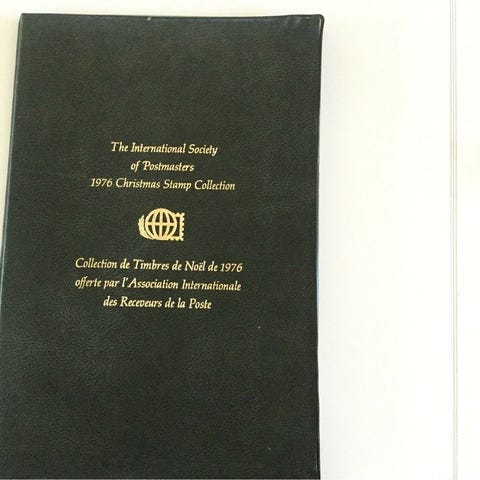 The International Society
of Postmasters
1976 Christmas Stamp Collection
Collection de Timbres de Noël de 1976
offerte par l'Association Internationale
des Receveurs de la Poste